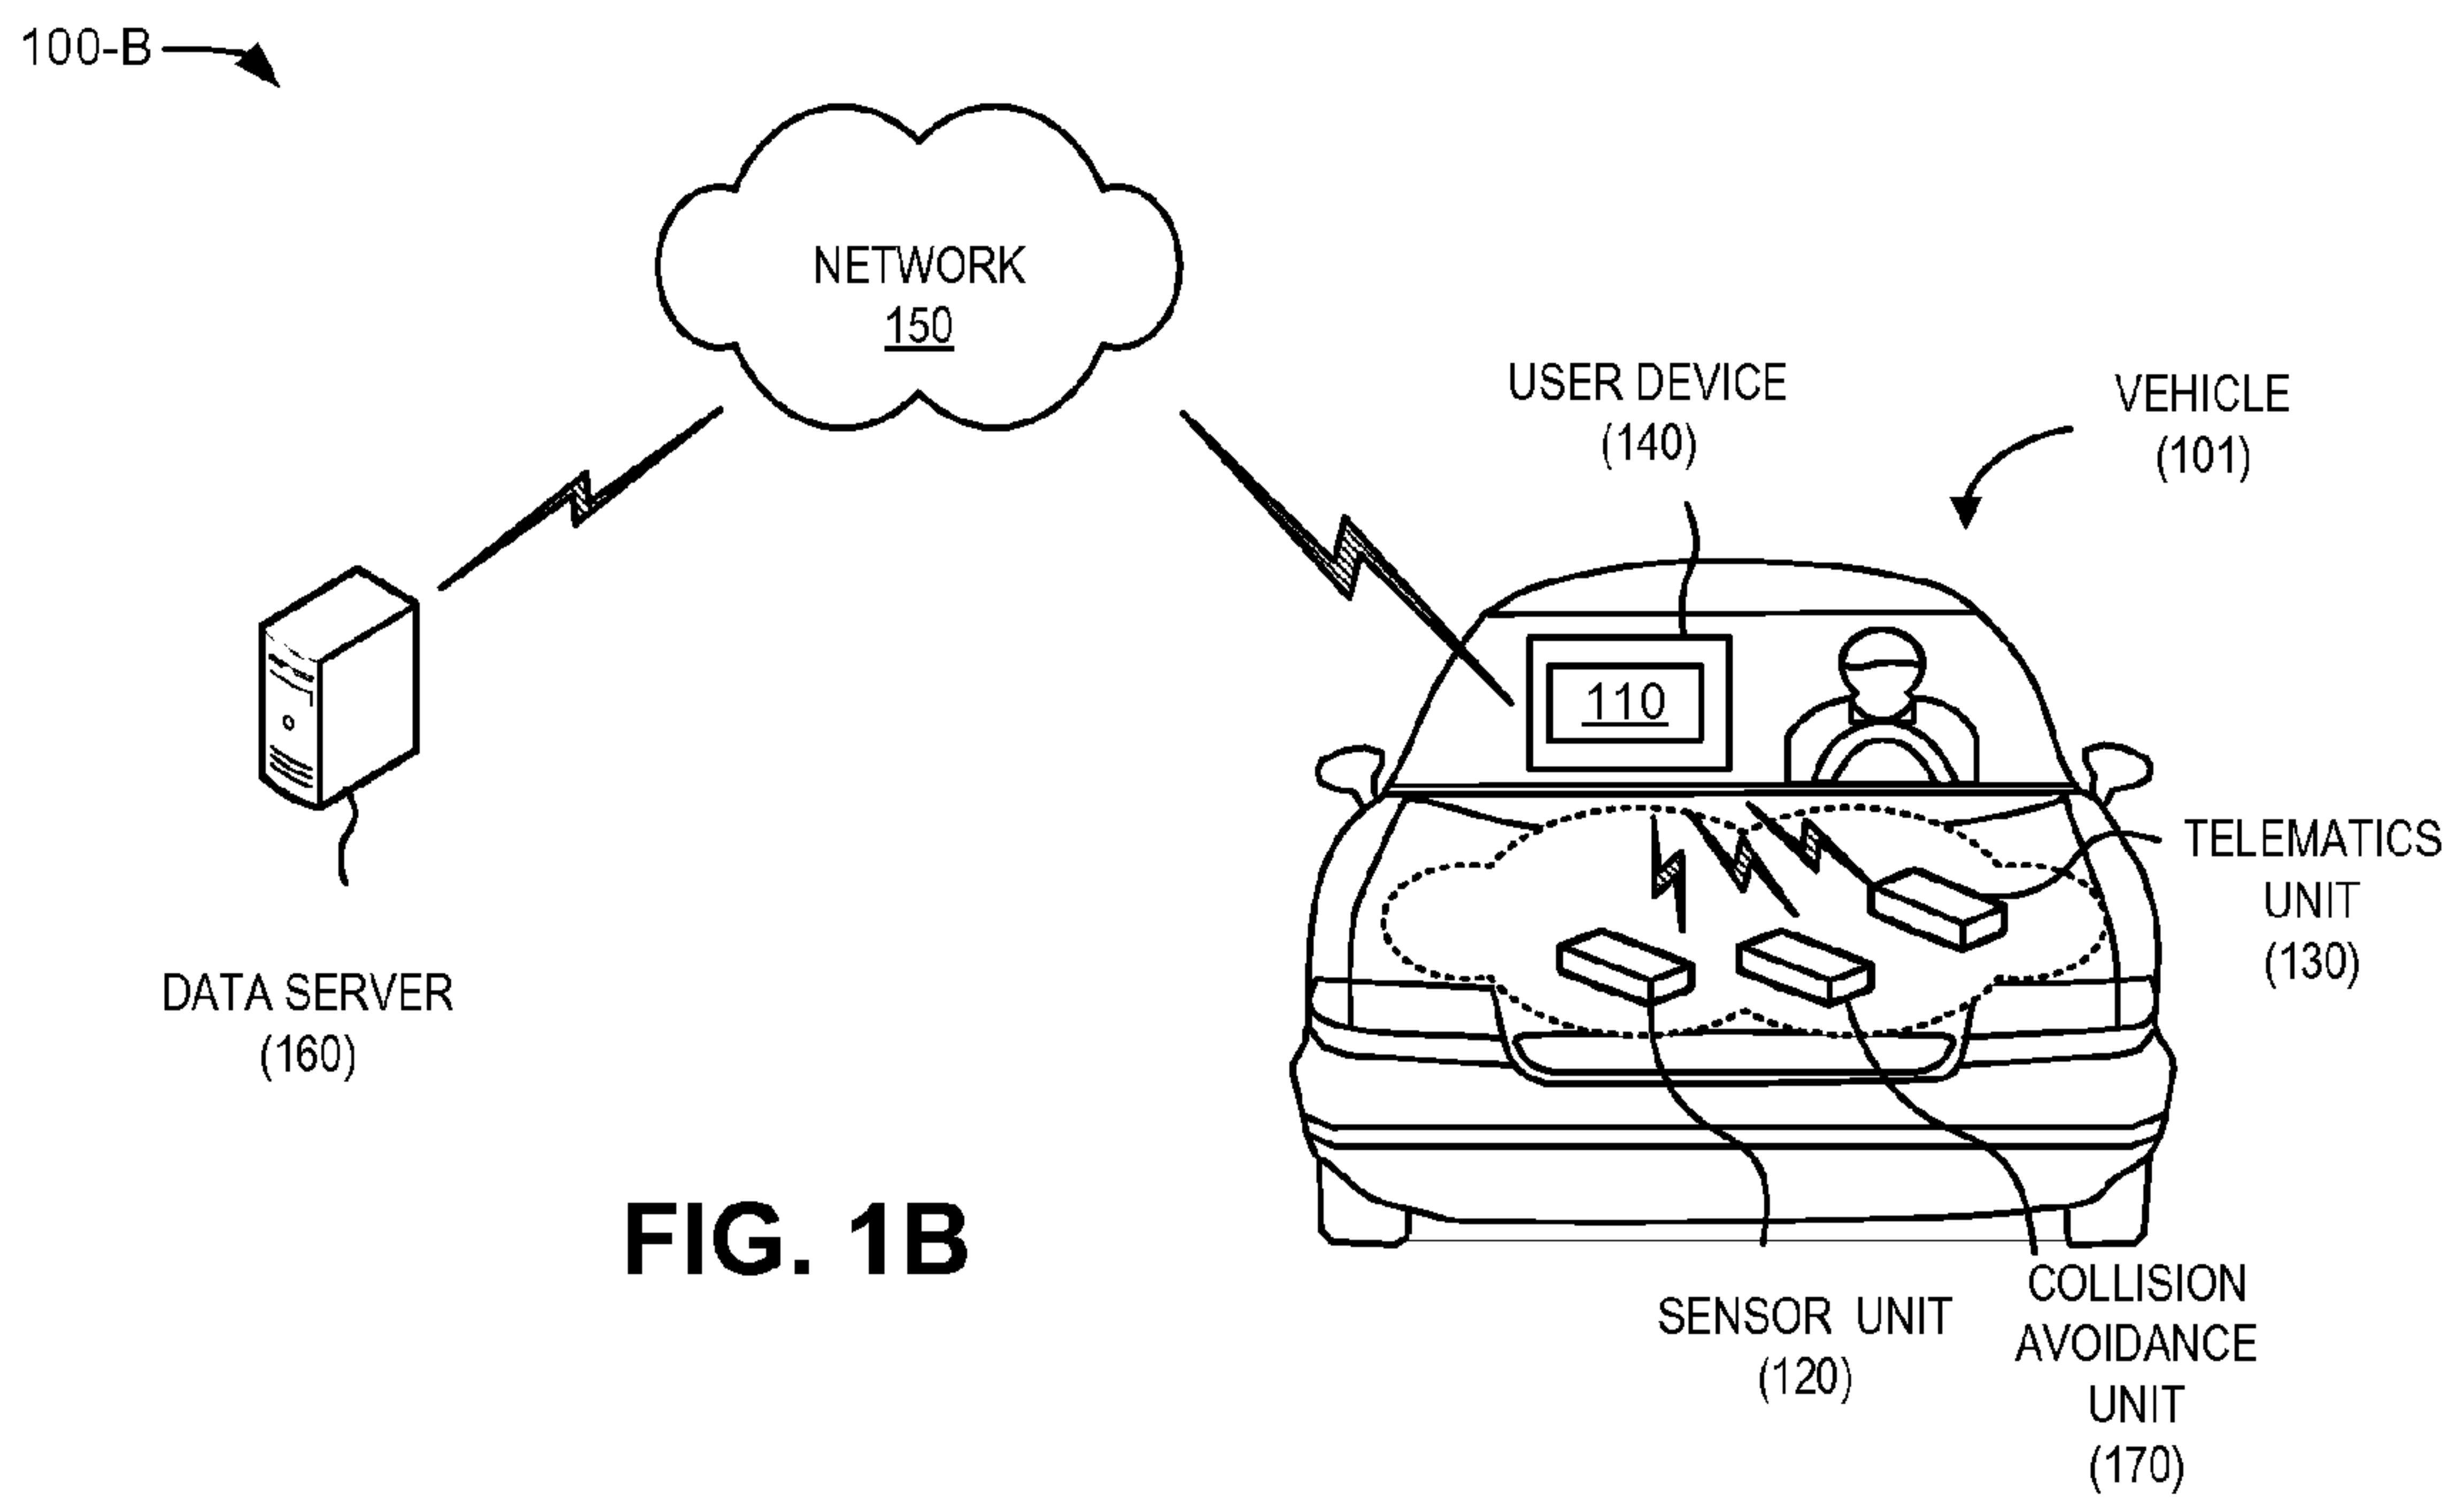 100-B
NETWORK
150
USER DEVICE
(140)
VEHICLE
(101)
110
TELEMATICS
UNIT
(130)
DATA SERVER
(160)
FIG. 1B
SENSOR UNIT
(120)
COLLISION
AVOIDANCE
UNIT
(170)